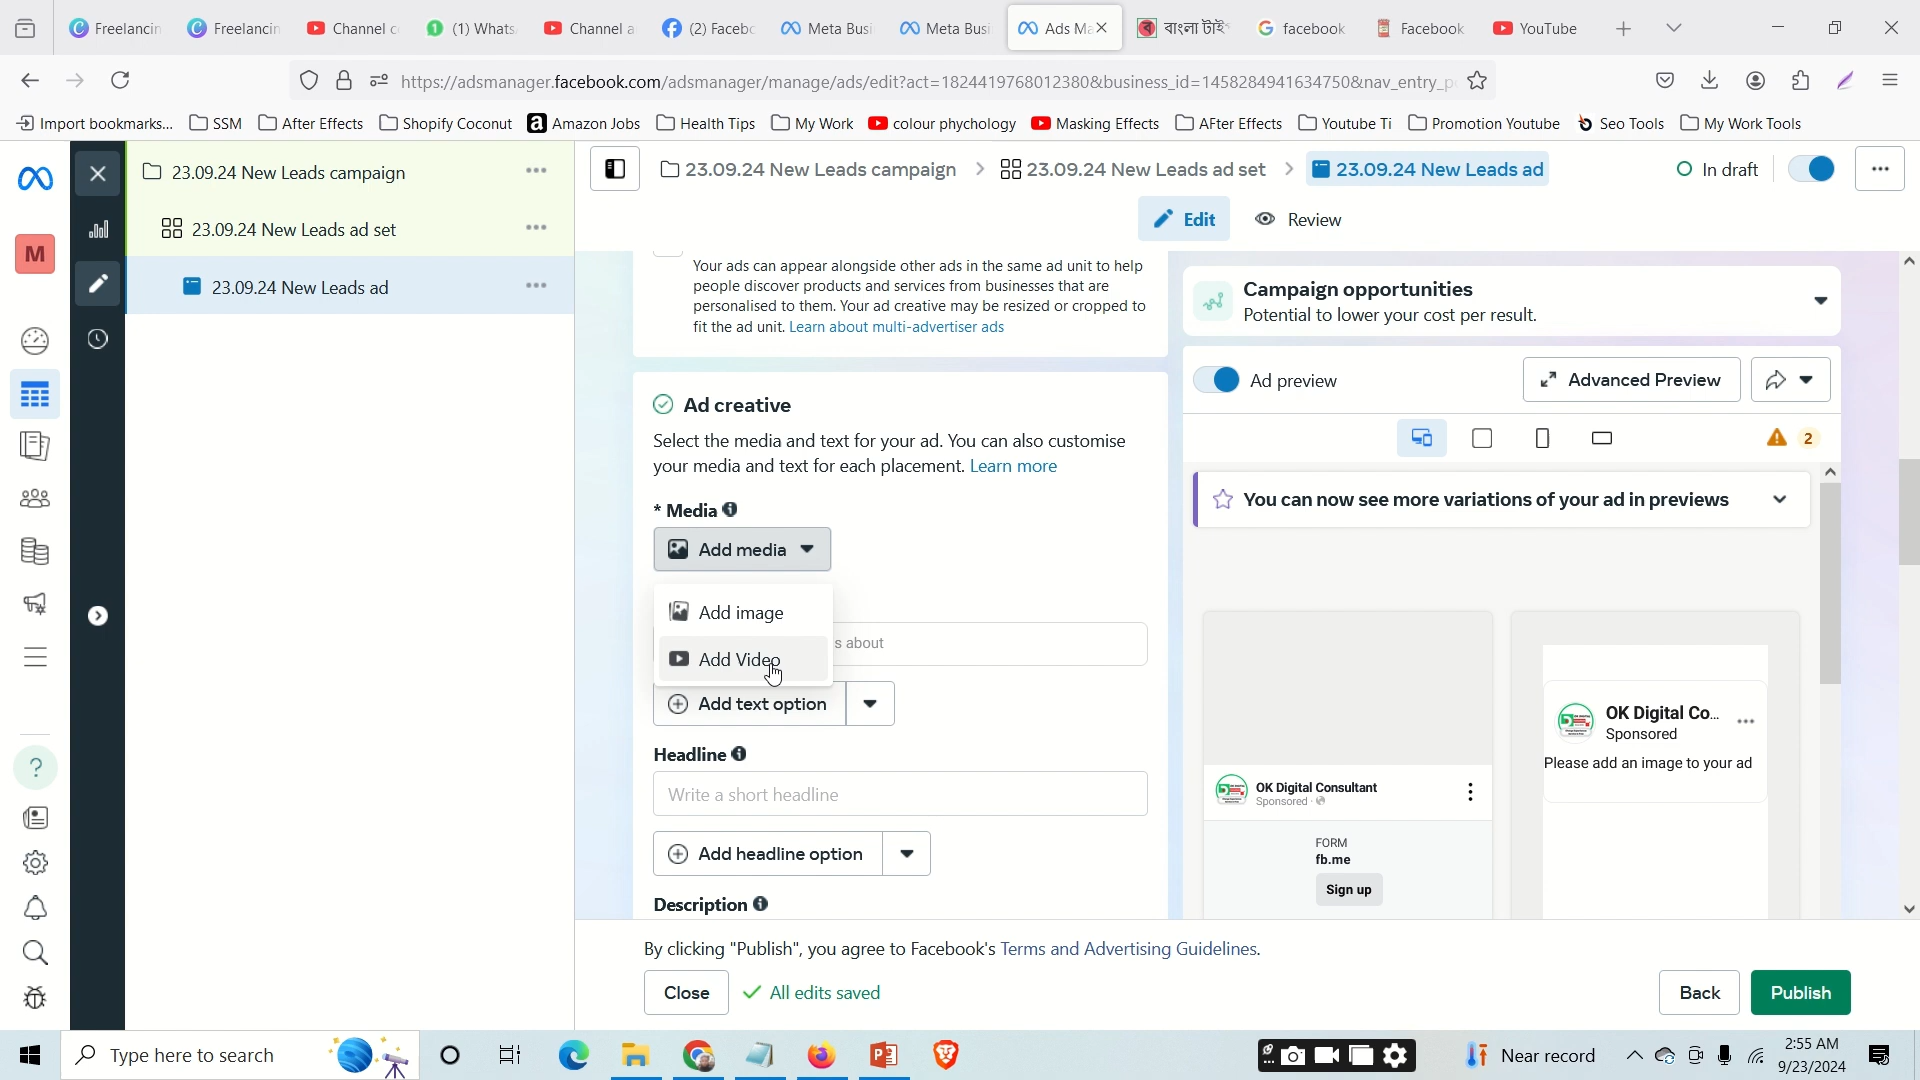 Freelancin
Freelancin
Channel c
(1) Whats
Channel a
(2) Facebo
Meta Busi
Meta Busi
Ads Ma
বাংলা টাই
facebook
Facebook
YouTube
https://adsmanager.facebook.com/adsmanager/manage/ads/edit?act=1824419768012380&business_id=1458284941634750&nav_entry_p
Import bookmarks...
SSM
After Effects
Shopify Coconut
Amazon Jobs
Health Tips
My Work
colour phychology
Masking Effects
AFter Effects
Youtube Ti
Promotion Youtube
Seo Tools
My Work Tools
M
23.09.24 New Leads campaign
23.09.24 New Leads ad set
23.09.24 New Leads ad
23.09.24 New Leads campaign
23.09.24 New Leads ad set
23.09.24 New Leads ad
In draft
Edit
Review
Your ads can appear alongside other ads in the same ad unit to help
people discover products and services from businesses that are
personalised to them. Your ad creative may be resized or cropped to
fit the ad unit. Learn about multi-advertiser ads
Ad creative
Select the media and text for your ad. You can also customise
your media and text for each placement. Learn more
* Media
Add media
Add image
Add Video
s about
Add text option
Headline
Write a short headline
Add headline option
Description
Campaign opportunities
Potential to lower your cost per result.
Ad preview
Advanced Preview
2
You can now see more variations of your ad in previews
OK Digital Consultant
Sponsored ·
FORM
fb.me
Sign up
OK Digital Co...
Sponsored
Please add an image to your ad
By clicking "Publish", you agree to Facebook's Terms and Advertising Guidelines.
Close
All edits saved
Back
Publish
Type here to search
Near record
2:55 AM
9/23/2024